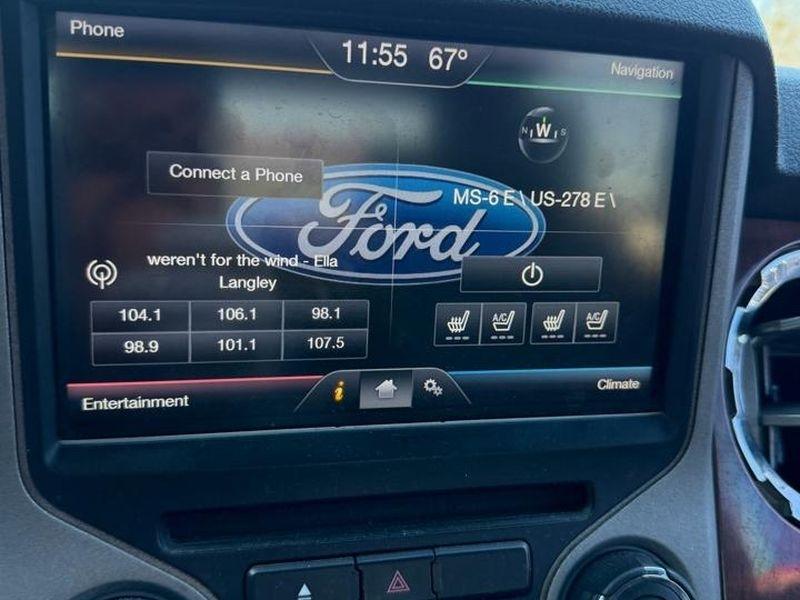 Phone
11:55 67°
Navigation
N W S
Connect a Phone
MS-6 E \ US-278 E \
Ford
weren't for the wind - Ella
Langley
104.1 106.1 98.1
98.9 101.1 107.5
A/C A/C
Entertainment
i
Climate